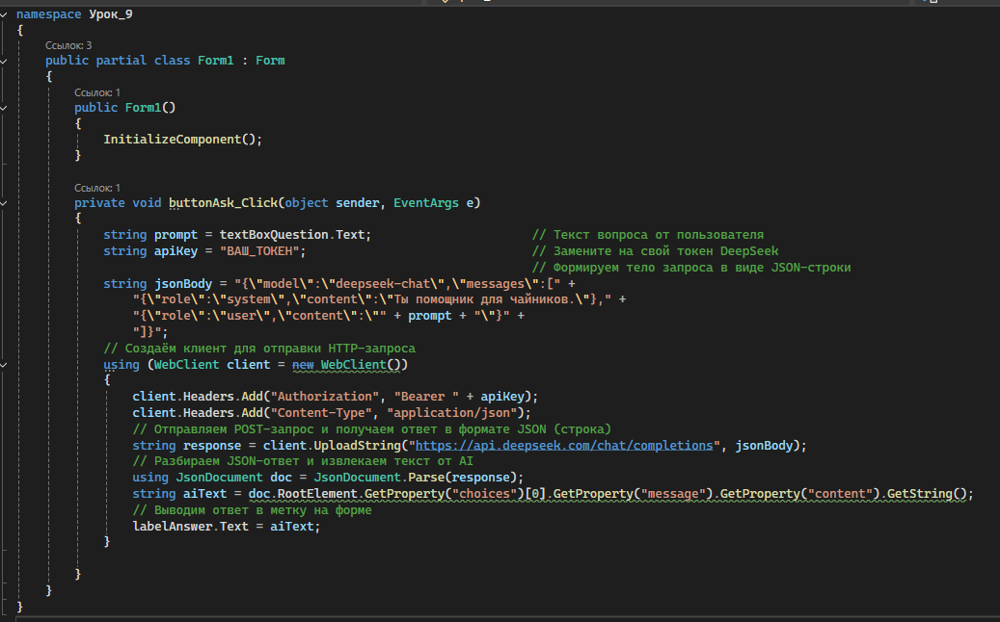 namespace Урок_9
{
Ссылок: 3
public partial class Form1 : Form
{
Ссылок: 1
public Form1()
{
InitializeComponent();
}
Ссылок: 1
private void buttonAsk_Click(object sender, EventArgs e)
{
string prompt = textBoxQuestion.Text; // Текст вопроса от пользователя
string apiKey = "ВАШ_ТОКЕН"; // Замените на свой токен DeepSeek
// Формируем тело запроса в виде JSON-строки
string jsonBody = "{\"model\":\"deepseek-chat\",\"messages\":[" +
"{\"role\":\"system\",\"content\":\"Ты помощник для чайников.\"}," +
"{\"role\":\"user\",\"content\":\"" + prompt + "\"}" +
"]}";
// Создаём клиент для отправки HTTP-запроса
using (WebClient client = new WebClient())
{
client.Headers.Add("Authorization", "Bearer " + apiKey);
client.Headers.Add("Content-Type", "application/json");
// Отправляем POST-запрос и получаем ответ в формате JSON (строка)
string response = client.UploadString("https://api.deepseek.com/chat/completions", jsonBody);
// Разбираем JSON-ответ и извлекаем текст от AI
using JsonDocument doc = JsonDocument.Parse(response);
string aiText = doc.RootElement.GetProperty("choices")[0].GetProperty("message").GetProperty("content").GetString();
// Выводим ответ в метку на форме
labelAnswer.Text = aiText;
}
}
}
}